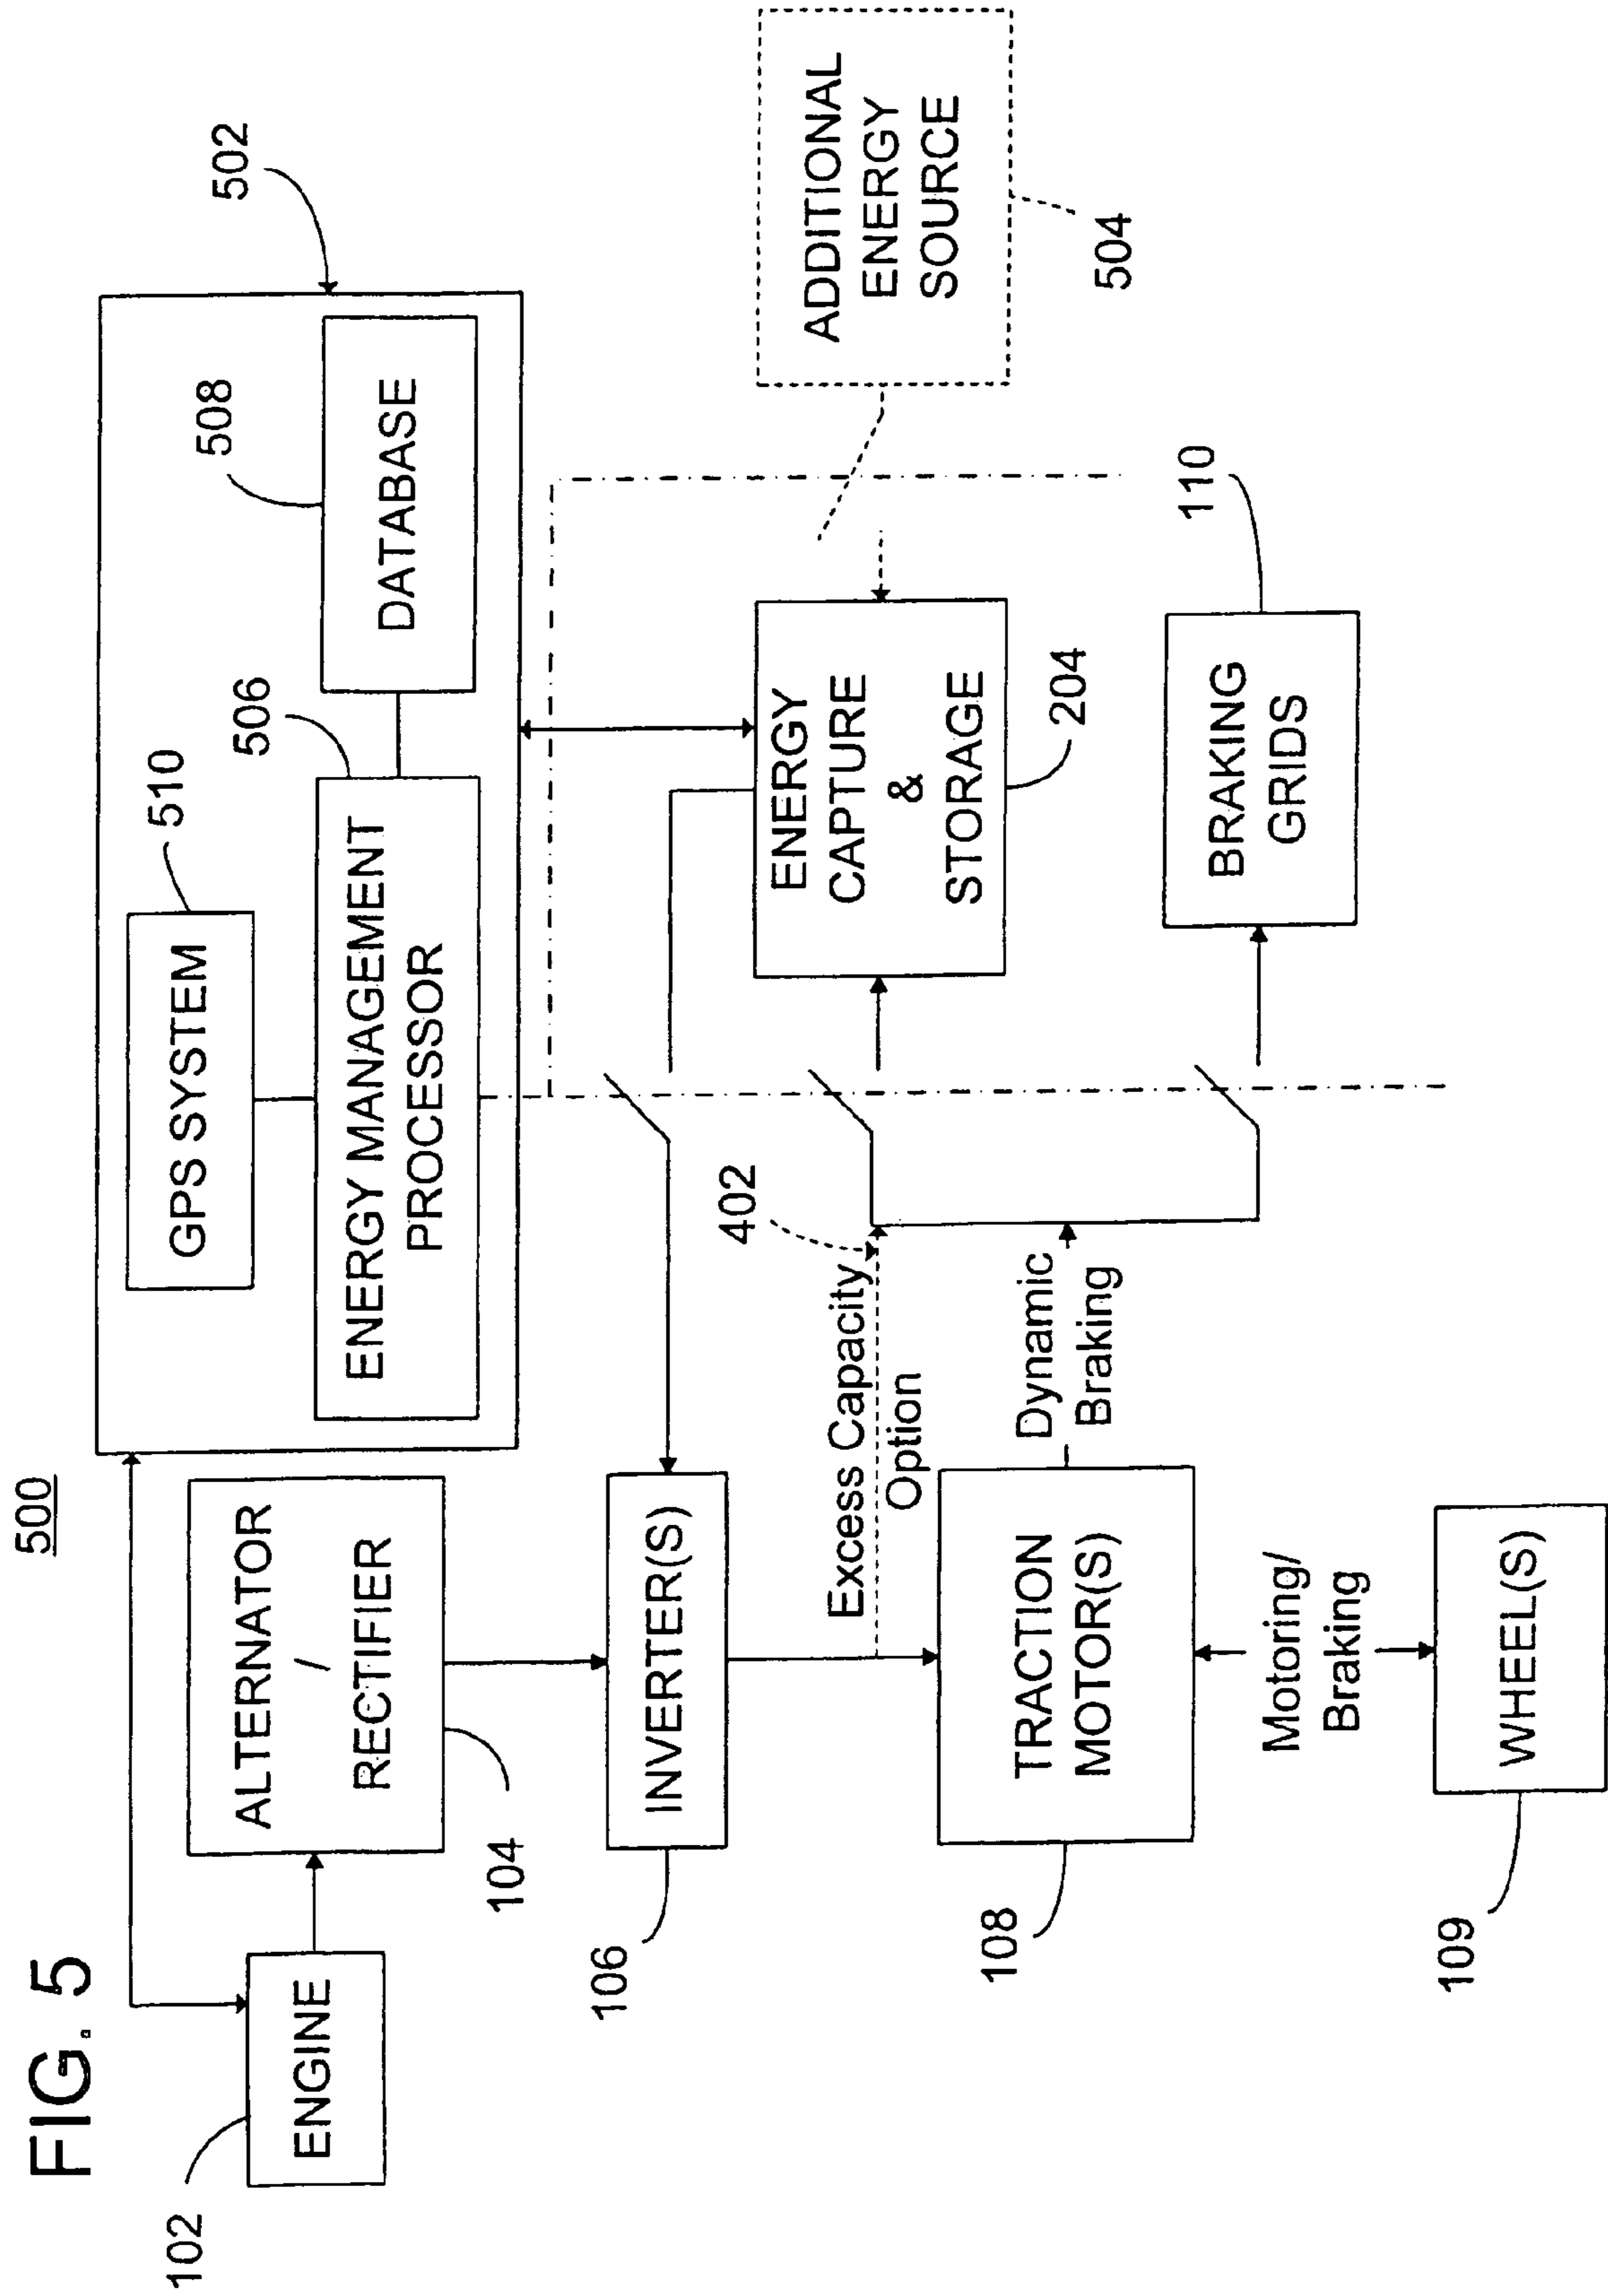 FIG. 5
500
502
510
GPS SYSTEM
506
508
ENERGY MANAGEMENT
PROCESSOR
DATABASE
102
ENGINE
ALTERNATOR
/
RECTIFIER
104
INVERTER(S)
106
402
Excess Capacity
Option
ENERGY
CAPTURE
&
STORAGE
204
ADDITIONAL
ENERGY
SOURCE
504
TRACTION
MOTOR(S)
108
Dynamic
Braking
BRAKING
GRIDS
110
Motoring/
Braking
WHEEL(S)
109